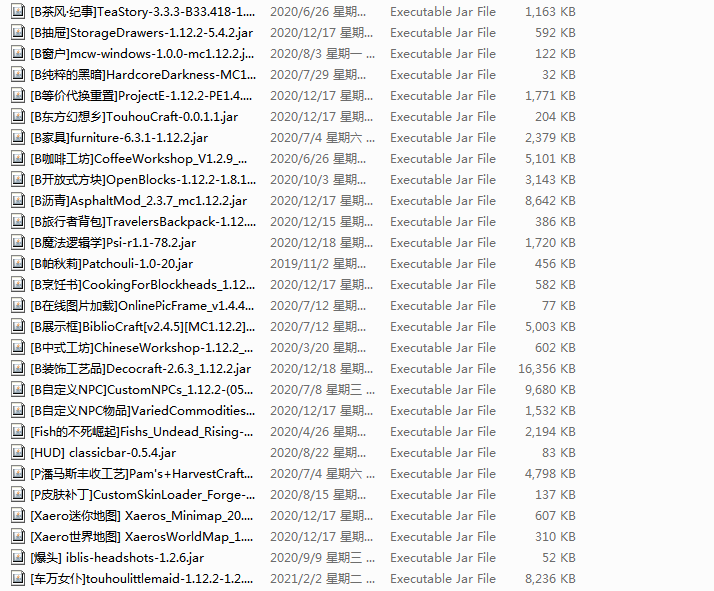 [B茶风·纪事]TeaStory-3.3.3-B33.418-1.... 2020/6/26 星期... Executable Jar File 1,163 KB
[B抽屉]StorageDrawers-1.12.2-5.4.2.jar 2020/12/17 星期... Executable Jar File 592 KB
[B窗户]mcw-windows-1.0.0-mc1.12.2.j... 2020/8/3 星期一 ... Executable Jar File 122 KB
[B纯粹的黑暗]HardcoreDarkness-MC1... 2020/7/29 星期... Executable Jar File 32 KB
[B等价代换重置]ProjectE-1.12.2-PE1.4.... 2020/12/17 星期... Executable Jar File 1,771 KB
[B东方幻想乡]TouhouCraft-0.0.1.1.jar 2020/12/17 星期... Executable Jar File 204 KB
[B家具]furniture-6.3.1-1.12.2.jar 2020/7/4 星期六 ... Executable Jar File 2,379 KB
[B咖啡工坊]CoffeeWorkshop_V1.2.9_... 2020/6/26 星期... Executable Jar File 5,101 KB
[B开放式方块]OpenBlocks-1.12.2-1.8.1... 2020/10/3 星期... Executable Jar File 3,143 KB
[B沥青]AsphaltMod_2.3.7_mc1.12.2.jar 2020/12/17 星期... Executable Jar File 8,642 KB
[B旅行者背包]TravelersBackpack-1.12.... 2020/12/15 星期... Executable Jar File 386 KB
[B魔法逻辑学]Psi-r1.1-78.2.jar 2020/12/18 星期... Executable Jar File 1,720 KB
[B帕秋莉]Patchouli-1.0-20.jar 2019/11/2 星期... Executable Jar File 456 KB
[B烹饪书]CookingForBlockheads_1.12... 2020/12/17 星期... Executable Jar File 582 KB
[B在线图片加载]OnlinePicFrame_v1.4.4... 2020/7/12 星期... Executable Jar File 77 KB
[B展示框]BiblioCraft[v2.4.5][MC1.12.2]... 2020/7/12 星期... Executable Jar File 5,003 KB
[B中式工坊]ChineseWorkshop-1.12.2_... 2020/3/20 星期... Executable Jar File 602 KB
[B装饰工艺品]Decocraft-2.6.3_1.12.2.jar 2020/12/18 星期... Executable Jar File 16,356 KB
[B自定义NPC]CustomNPCs_1.12.2-(05... 2020/7/8 星期三 ... Executable Jar File 9,680 KB
[B自定义NPC物品]VariedCommodities... 2020/12/17 星期... Executable Jar File 1,532 KB
[Fish的不死崛起]Fishs_Undead_Rising-... 2020/4/26 星期... Executable Jar File 2,194 KB
[HUD] classicbar-0.5.4.jar 2020/8/22 星期... Executable Jar File 83 KB
[P潘马斯丰收工艺]Pam's+HarvestCraft... 2020/7/4 星期六 ... Executable Jar File 4,798 KB
[P皮肤补丁]CustomSkinLoader_Forge-... 2020/8/15 星期... Executable Jar File 137 KB
[Xaero迷你地图] Xaeros_Minimap_20.... 2020/12/17 星期... Executable Jar File 607 KB
[Xaero世界地图] XaerosWorldMap_1.... 2020/12/17 星期... Executable Jar File 310 KB
[爆头] iblis-headshots-1.2.6.jar 2020/9/9 星期三 ... Executable Jar File 52 KB
[车万女仆]touhoulittlemaid-1.12.2-1.2.... 2021/2/2 星期二 ... Executable Jar File 8,236 KB